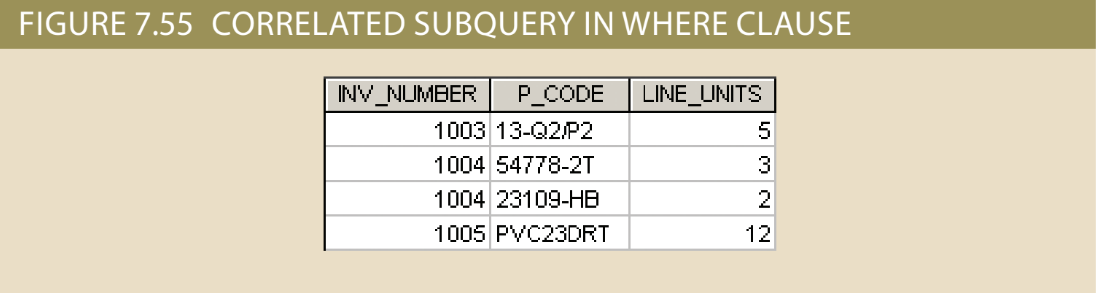 FIGURE 7.55 CORRELATED SUBQUERY IN WHERE CLAUSE
INV_NUMBER P_CODE LINE_UNITS
1003 13-Q2/P2 5
1004 54778-2T 3
1004 23109-HB 2
1005 PVC23DRT 12